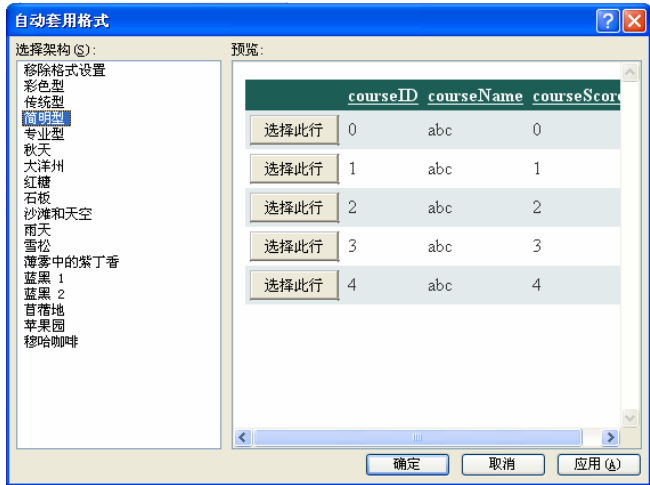 自动套用格式
选择架构(S):
预览:
移除格式设置
彩色型
传统型
简明型
专业型
秋天
大洋州
红糖
石板
沙滩和天空
雨天
雪松
薄雾中的紫丁香
蓝黑 1
蓝黑 2
苜蓿地
苹果园
穆哈咖啡
courseID courseName courseScore
选择此行 0 abc 0
选择此行 1 abc 1
选择此行 2 abc 2
选择此行 3 abc 3
选择此行 4 abc 4
确定 取消 应用(A)